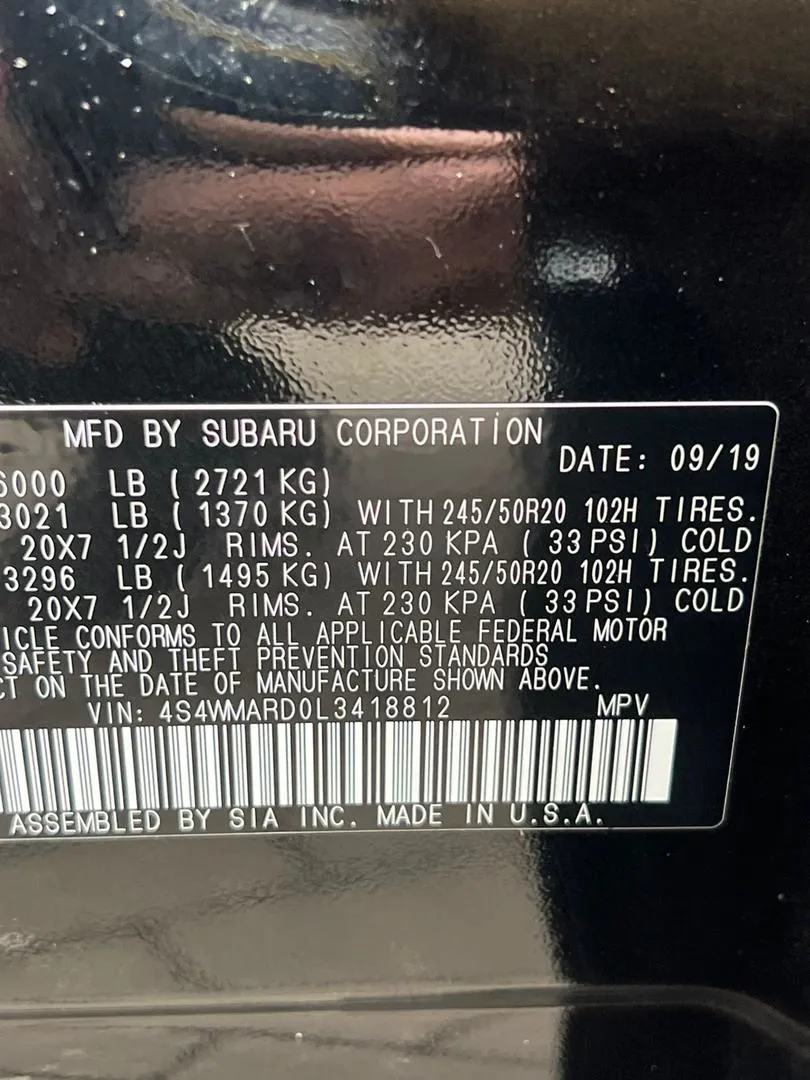 MFD BY SUBARU CORPORATION
DATE: 09/19
6000 LB ( 2721 KG)
3021 LB ( 1370 KG) WITH 245/50R20 102H TIRES.
20X7 1/2J RIMS. AT 230 KPA ( 33 PSI) COLD
3296 LB ( 1495 KG) WITH 245/50R20 102H TIRES.
20X7 1/2J RIMS. AT 230 KPA ( 33 PSI) COLD
ICLE CONFORMS TO ALL APPLICABLE FEDERAL MOTOR
SAFETY AND THEFT PREVENTION STANDARDS
CT ON THE DATE OF MANUFACTURE SHOWN ABOVE.
VIN: 4S4WMARD0L3418812 MPV
ASSEMBLED BY SIA INC. MADE IN U.S.A.